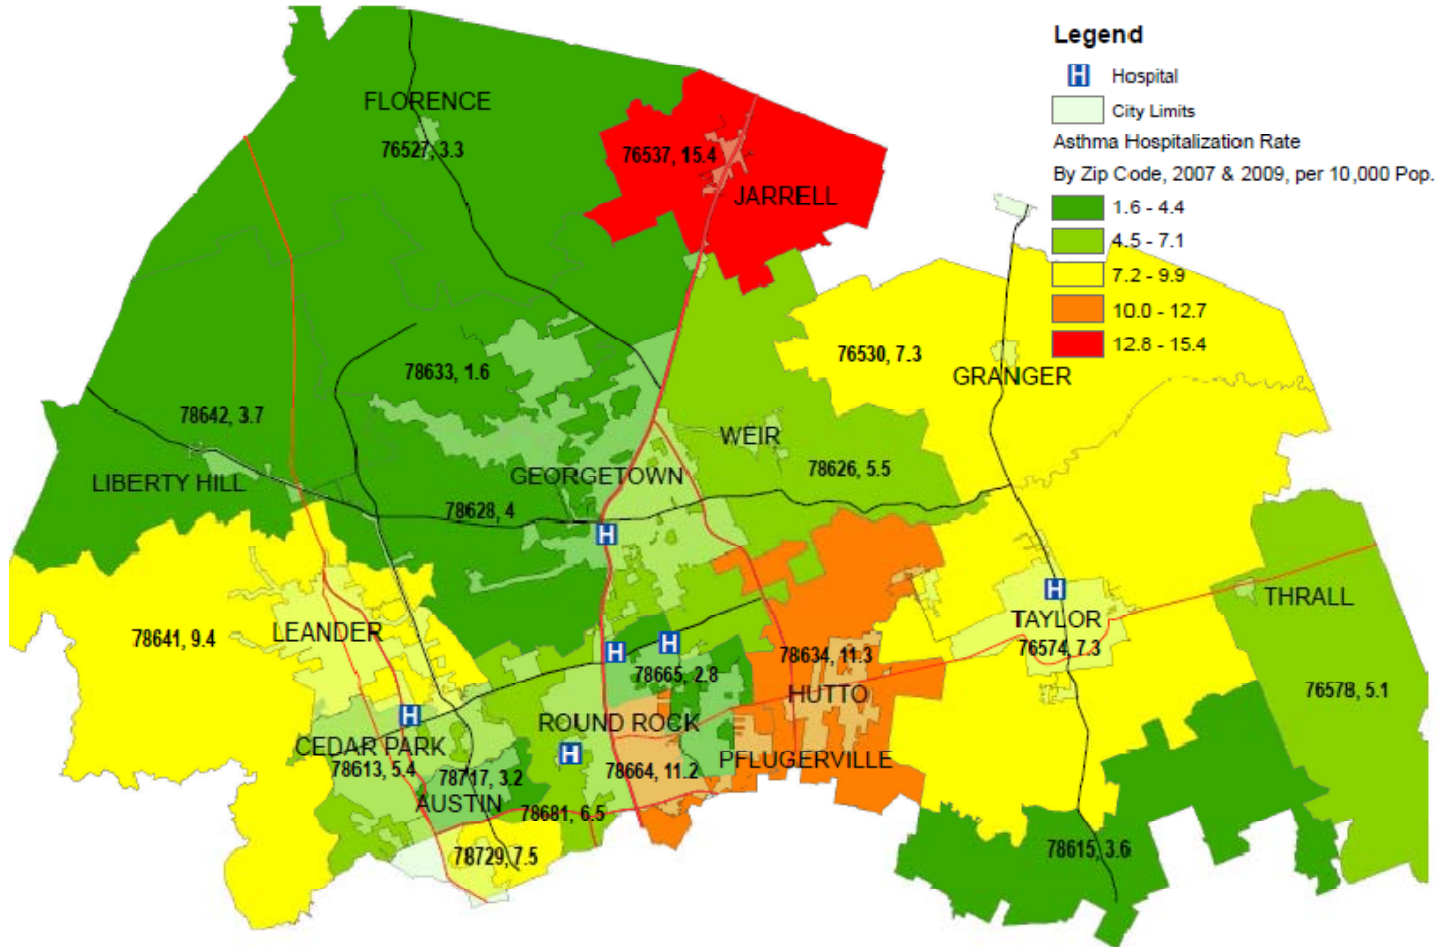 Legend
H Hospital
City Limits
Asthma Hospitalization Rate
By Zip Code, 2007 & 2009, per 10,000 Pop.
1.6 - 4.4
4.5 - 7.1
7.2 - 9.9
10.0 - 12.7
12.8 - 15.4
FLORENCE
76527, 3.3
76537, 15.4
JARRELL
76530, 7.3
GRANGER
78633, 1.6
78642, 3.7
WEIR
78626, 5.5
LIBERTY HILL
GEORGETOWN
78628, 4
H
H
THRALL
TAYLOR
76574, 7.3
LEANDER
78641, 9.4
H
H
78634, 11.3
78665, 2.8
76578, 5.1
HUTTO
H
ROUND ROCK
CEDAR PARK
H
PFLUGERVILLE
78613, 5.4
78717, 3.2
78664, 11.2
AUSTIN
78681, 6.5
78729, 7.5
78615, 3.6